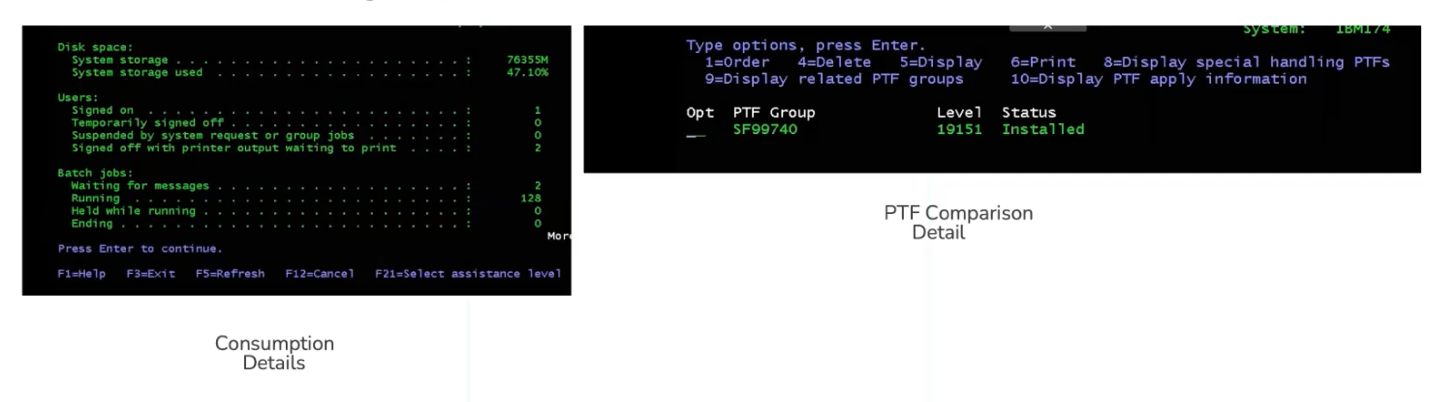 Disk space:
System storage . . . . . . . . . . . . . . . . . . . . . : 76355M
System storage used . . . . . . . . . . . . . . . . . . : 47.10%
Users:
Signed on . . . . . . . . . . . . . . . . . . . . . . . : 1
Temporarily signed off . . . . . . . . . . . . . . . . . : 0
Suspended by system request or group jobs . . . . . . . : 0
Signed off with printer output waiting to print . . . . : 2
Batch jobs:
Waiting for messages . . . . . . . . . . . . . . . . . . : 2
Running . . . . . . . . . . . . . . . . . . . . . . . . : 128
Held while running . . . . . . . . . . . . . . . . . . . : 0
Ending . . . . . . . . . . . . . . . . . . . . . . . . . : 0
More
Press Enter to continue.
F1=Help F3=Exit F5=Refresh F12=Cancel F21=Select assistance level
Consumption
Details
System: IBM174
Type options, press Enter.
1=Order 4=Delete 5=Display 6=Print 8=Display special handling PTFs
9=Display related PTF groups 10=Display PTF apply information
Opt PTF Group Level Status
__ SF99740 19151 Installed
PTF Comparison
Detail